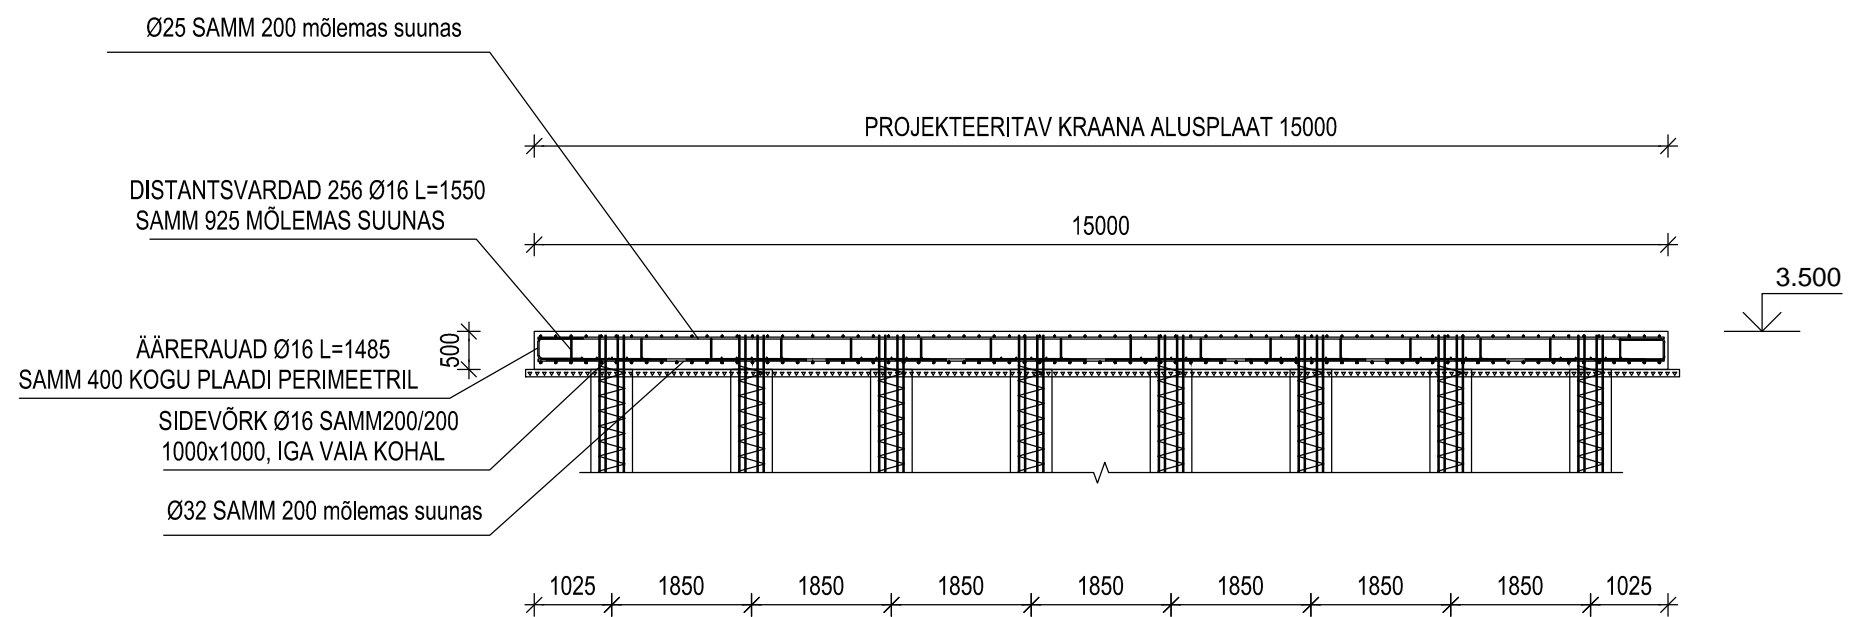 Ø25 SAMM 200 mõlemas suunas
PROJEKTEERITAV KRAANA ALUSPLAAT 15000
DISTANTSVARDAD 256 Ø16 L=1550
SAMM 925 MÕLEMAS SUUNAS
15000
3.500
500
ÄÄRERAUAD Ø16 L=1485
SAMM 400 KOGU PLAADI PERIMEETRIL
SIDEVÕRK Ø16 SAMM200/200
1000x1000, IGA VAIA KOHAL
Ø32 SAMM 200 mõlemas suunas
1025 1850 1850 1850 1850 1850 1850 1850 1025